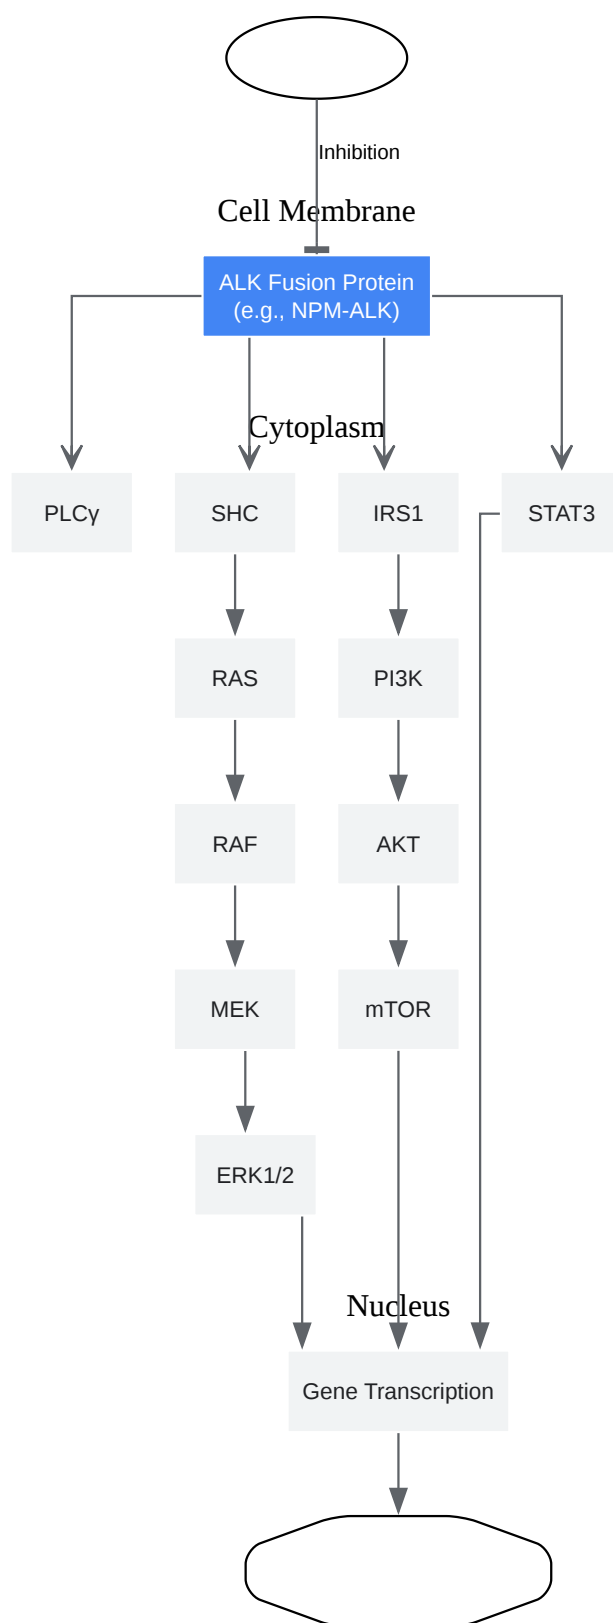 Inhibition
Cell Membrane
ALK Fusion Protein
(e.g., NPM-ALK)
Cytoplasm
PLCγ
SHC
IRS1
STAT3
RAS
PI3K
RAF
AKT
MEK
mTOR
ERK1/2
Nucleus
Gene Transcription